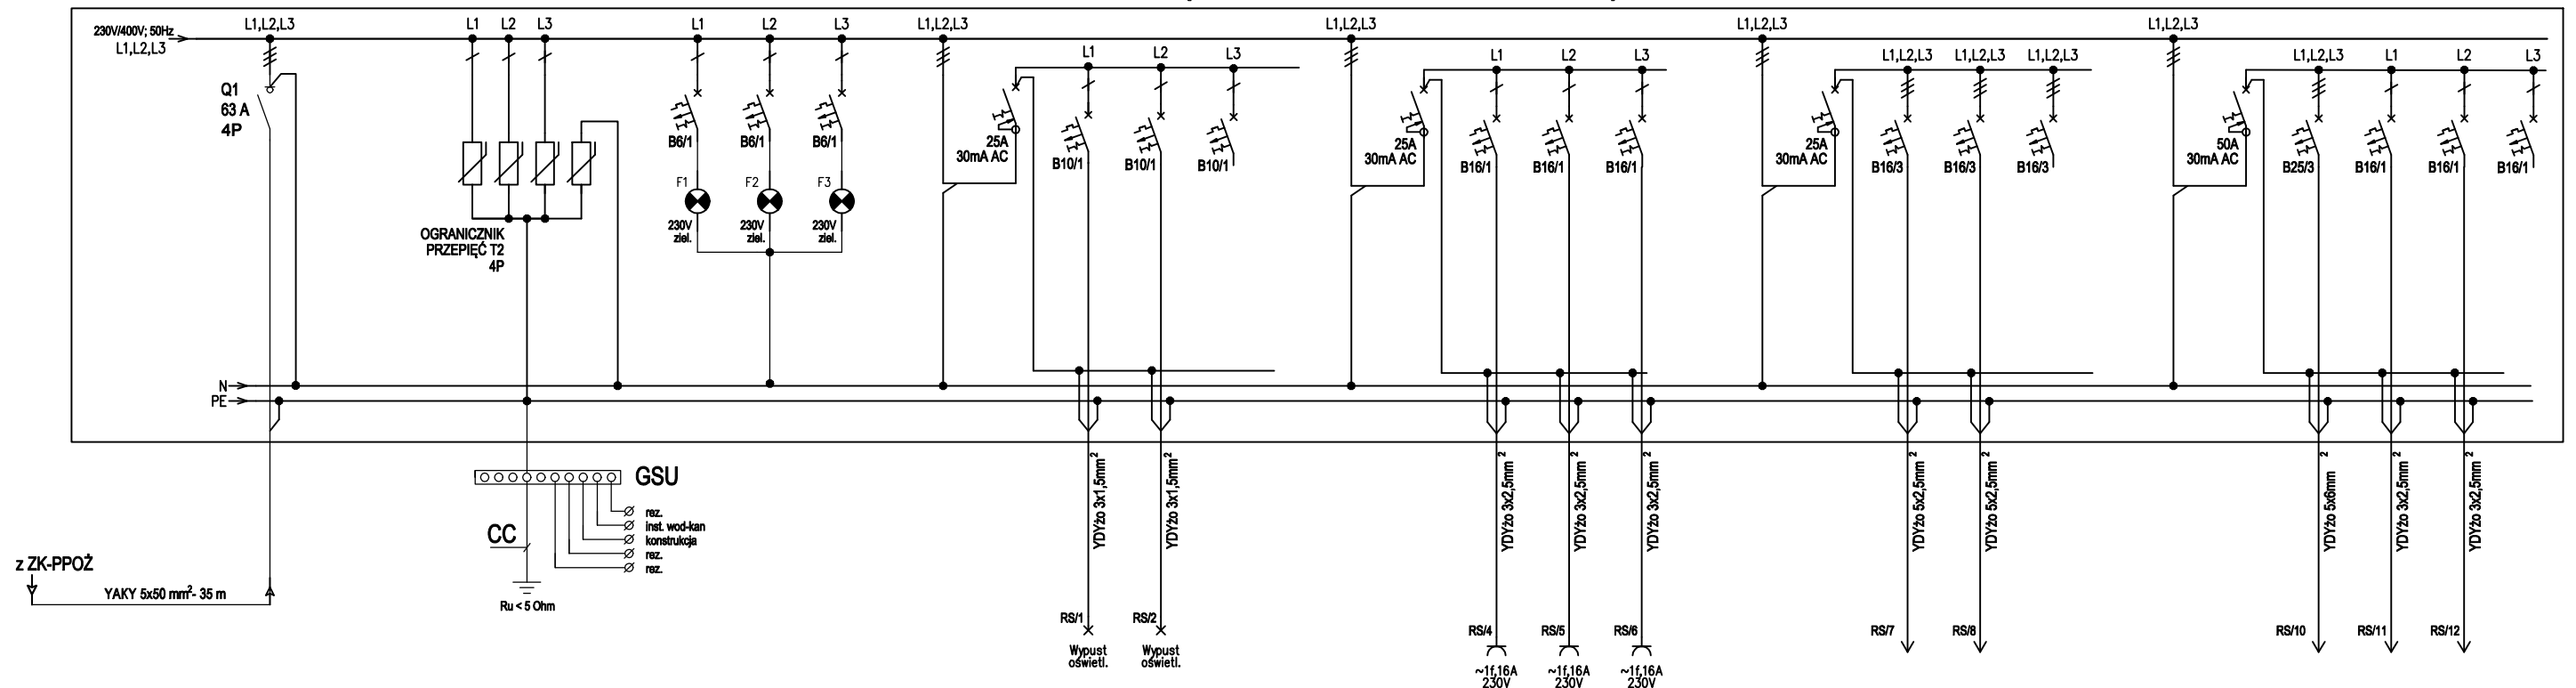 L1,L2,L3
L1
L2
L3
L1
L2
L3
L1,L2,L3
L1,L2,L3
L1,L2,L3
L1,L2,L3
230V/400V; 50Hz
L1,L2,L3
L1
L2
L3
L1
L2
L3
L1,L2,L3
L1,L2,L3
L1,L2,L3
L1,L2,L3
L1
L2
L3
Q1
63 A
4P
B6/1
B6/1
B6/1
25A
30mA AC
B10/1
B10/1
B10/1
25A
30mA AC
B16/1
B16/1
B16/1
25A
30mA AC
B16/3
B16/3
B16/3
50A
30mA AC
B25/3
B16/1
B16/1
B16/1
F1
F2
F3
230V
ziel.
230V
ziel.
230V
ziel.
OGRANICZNIK
PRZEPIĘĆ T2
4P
N
PE
GSU
rez.
inst. wod-kan
konstrukcja
rez.
rez.
CC
Ru < 5 Ohm
z ZK-PPOŻ
YAKY 5x50 mm²- 35 m
YDYżo 3x1,5mm²
YDYżo 3x1,5mm²
YDYżo 3x2,5mm²
YDYżo 3x2,5mm²
YDYżo 3x2,5mm²
YDYżo 5x2,5mm²
YDYżo 5x2,5mm²
YDYżo 5x6mm²
YDYżo 3x2,5mm²
YDYżo 3x2,5mm²
RS/1
RS/2
RS/4
RS/5
RS/6
RS/7
RS/8
RS/10
RS/11
RS/12
Wypust
oświetl.
Wypust
oświetl.
~1f,16A
230V
~1f,16A
230V
~1f,16A
230V